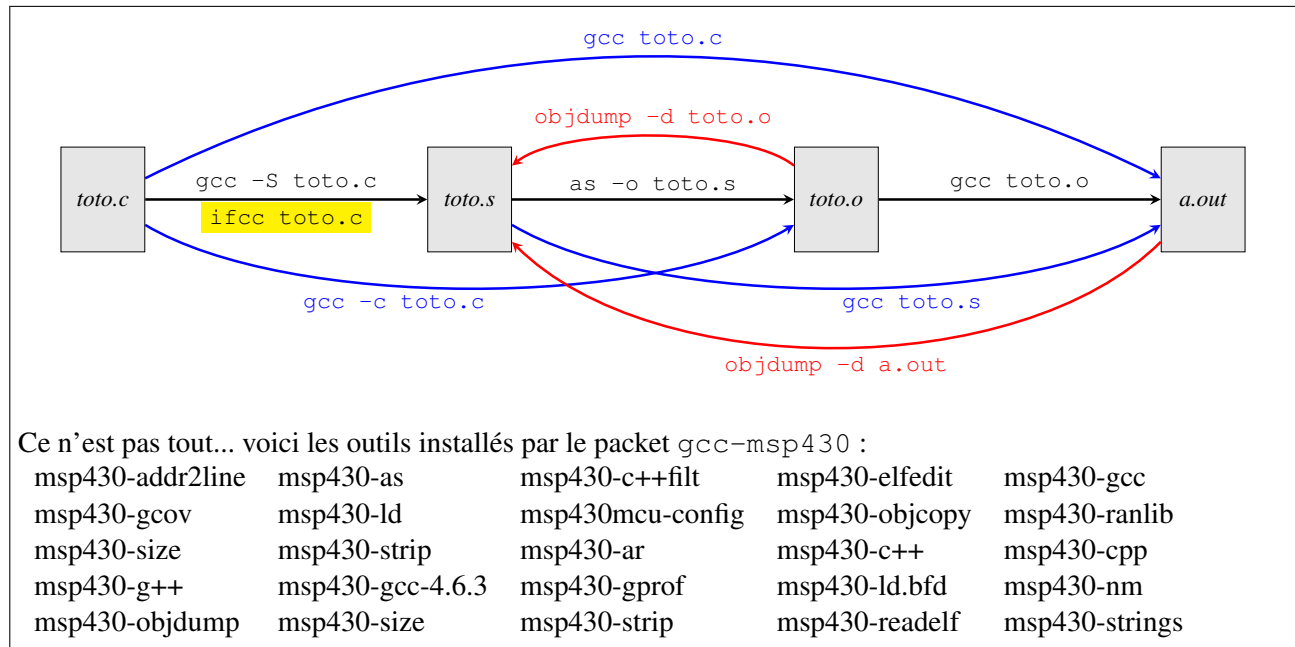 gcc toto.c
objdump -d toto.o
toto.c
gcc -S toto.c
ifcc toto.c
toto.s
as -o toto.s
toto.o
gcc toto.o
a.out
gcc -c toto.c
gcc toto.s
objdump -d a.out
Ce n'est pas tout... voici les outils installés par le packet gcc-msp430 :
msp430-addr2line msp430-as msp430-c++filt msp430-elfedit msp430-gcc
msp430-gcov msp430-ld msp430mcu-config msp430-objcopy msp430-ranlib
msp430-size msp430-strip msp430-ar msp430-c++ msp430-cpp
msp430-g++ msp430-gcc-4.6.3 msp430-gprof msp430-ld.bfd msp430-nm
msp430-objdump msp430-size msp430-strip msp430-readelf msp430-strings